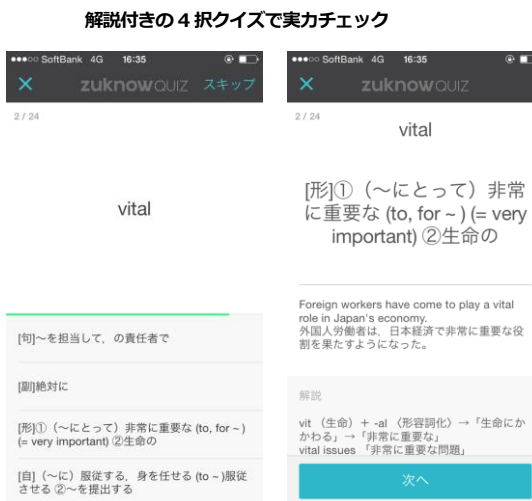 解説付きの４択クイズで実力チェック
SoftBank 4G 16:35
zuknow QUIZ スキップ
2 / 24
vital
[句]〜を担当して，の責任者で
[副]絶対に
[形]①（〜にとって）非常に重要な (to, for ~ )
(= very important) ②生命の
[自]（〜に）服従する，身を任せる (to ~ )服従
させる ②〜を提出する
SoftBank 4G 16:35
zuknow QUIZ
2 / 24
vital
[形]①（〜にとって）非常
に重要な (to, for ~ ) (= very
important) ②生命の
Foreign workers have come to play a vital
role in Japan's economy.
外国人労働者は，日本経済で非常に重要な役
割を果たすようになった。
解説
vit （生命）＋ -al 〈形容詞化〉→「生命にか
かわる」→「非常に重要な」
vital issues 「非常に重要な問題」
次へ